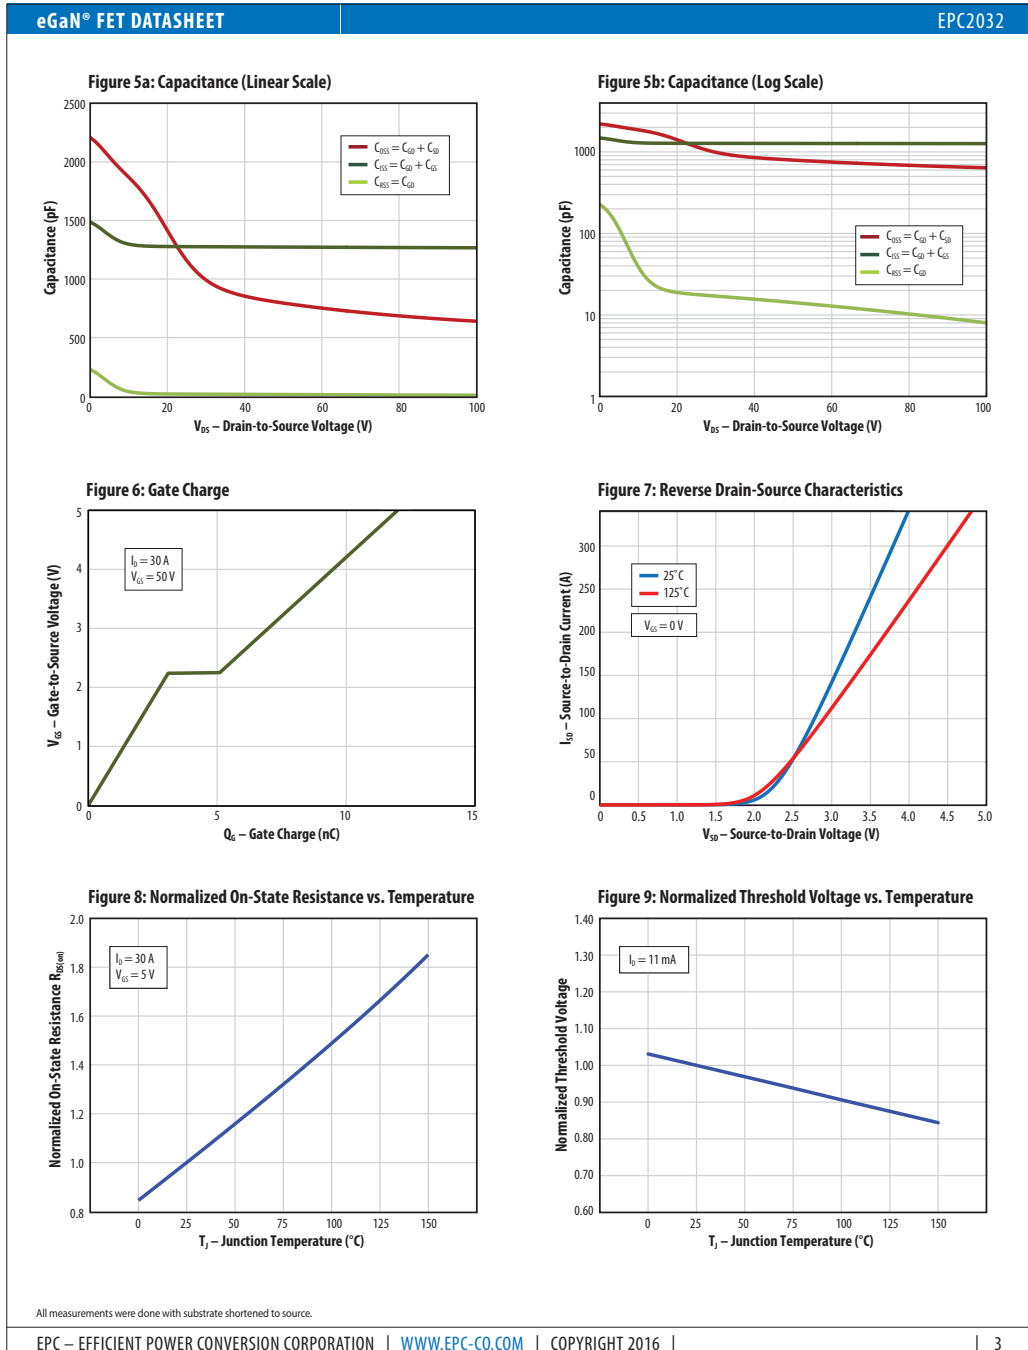 eGaN® FET DATASHEET
EPC2032
Figure 5a: Capacitance (Linear Scale)
2500
2000
1500
1000
500
0
Capacitance (pF)
COSS = CGD + CSD
CISS = CGD + CGS
CRSS = CGD
0 20 40 60 80 100
VDS – Drain-to-Source Voltage (V)
Figure 5b: Capacitance (Log Scale)
1000
100
10
1
Capacitance (pF)
COSS = CGD + CSD
CISS = CGD + CGS
CRSS = CGD
0 20 40 60 80 100
VDS – Drain-to-Source Voltage (V)
Figure 6: Gate Charge
5
4
3
2
1
0
VGS – Gate-to-Source Voltage (V)
ID = 30 A
VGS = 50 V
0 5 10 15
QG – Gate Charge (nC)
Figure 7: Reverse Drain-Source Characteristics
300
250
200
150
100
50
0
ISD – Source-to-Drain Current (A)
25˚C
125˚C
VGS = 0 V
0 0.5 1.0 1.5 2.0 2.5 3.0 3.5 4.0 4.5 5.0
VSD – Source-to-Drain Voltage (V)
Figure 8: Normalized On-State Resistance vs. Temperature
2.0
1.8
1.6
1.4
1.2
1.0
0.8
Normalized On-State Resistance RDS(on)
ID = 30 A
VGS = 5 V
0 25 50 75 100 125 150
TJ – Junction Temperature (°C)
Figure 9: Normalized Threshold Voltage vs. Temperature
1.40
1.30
1.20
1.10
1.00
0.90
0.80
0.70
0.60
Normalized Threshold Voltage
ID = 11 mA
0 25 50 75 100 125 150
TJ – Junction Temperature (°C)
All measurements were done with substrate shortened to source.
EPC – EFFICIENT POWER CONVERSION CORPORATION | WWW.EPC-CO.COM | COPYRIGHT 2016 | | 3